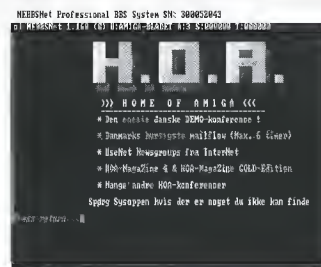 MEBBSNet Professional BBS System SN: 300052043
H.O.A.
>>> HOME OF AMIGA <<<
* Den eneste danske DEMO-konference !
* Danmarks hurtigste mailflow (Max. 6 timer)
* UseNet Newsgroups fra InterNet
* HOA-MagaZine 4 & HOA-MagaZine GOLD-Edition
* Mange andre HOA-konferencer
Spørg Sysoppen hvis der er noget du ikke kan finde